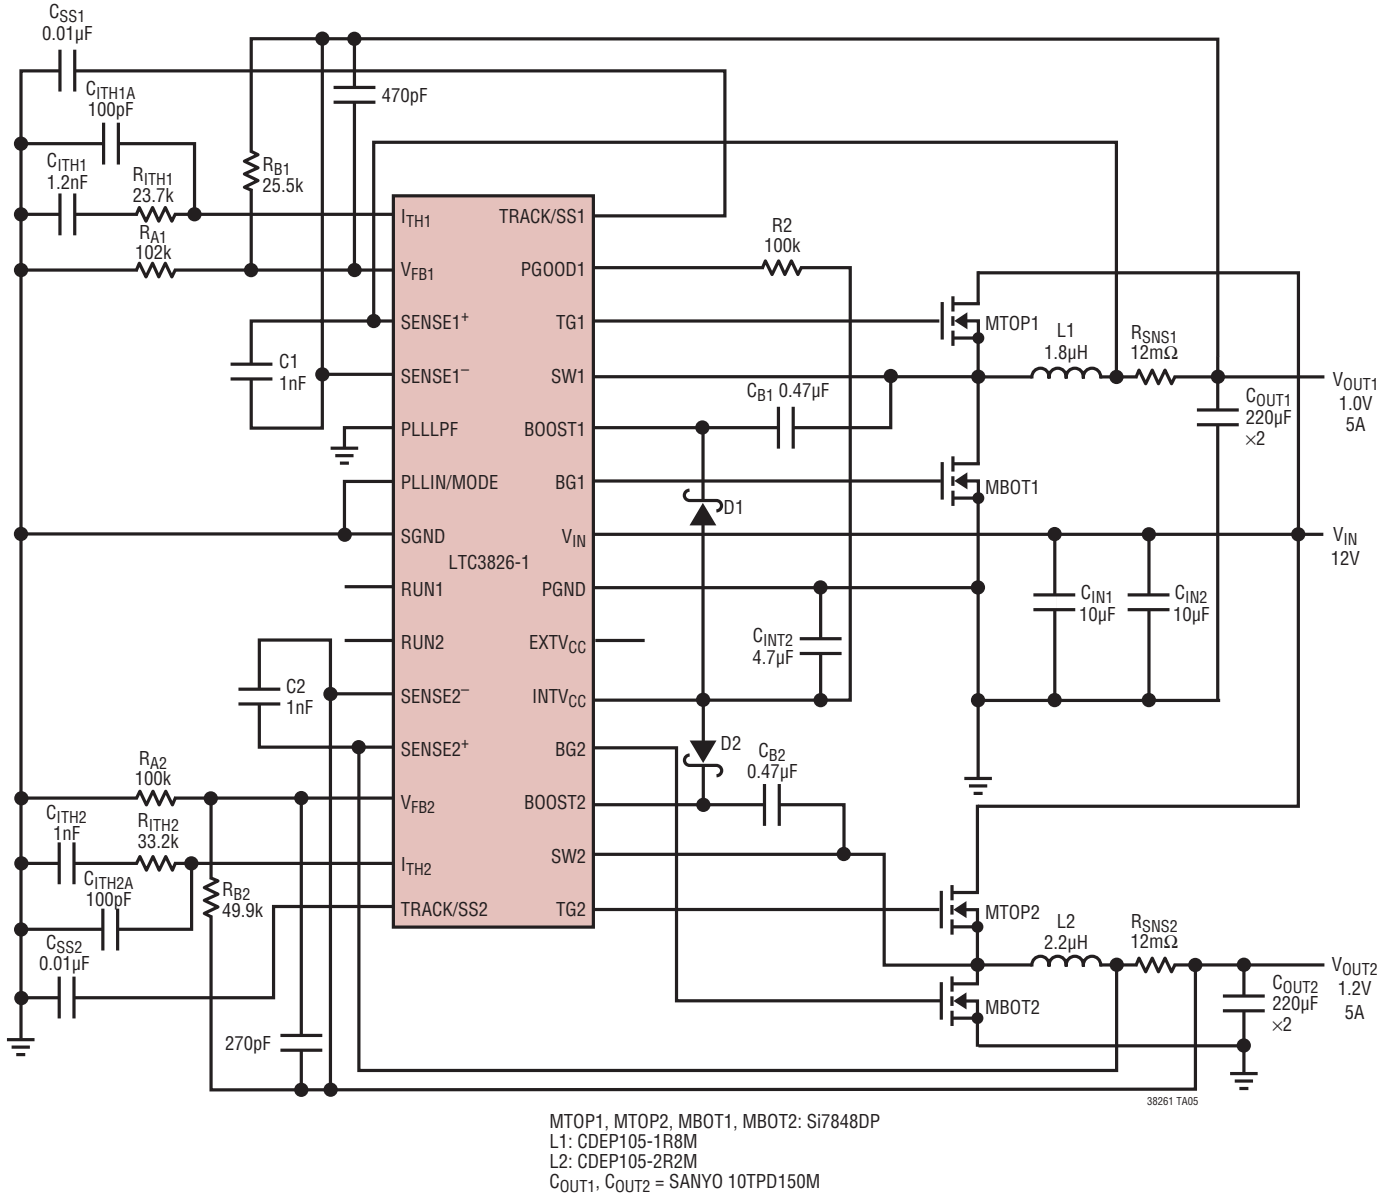 CSS1
0.01µF
CITH1A
100pF
470pF
CITH1
1.2nF
RITH1
23.7k
RB1
25.5k
RA1
102k
ITH1
TRACK/SS1
R2
100k
VFB1
PGOOD1
SENSE1+
TG1
MTOP1
L1
1.8µH
RSNS1
12mΩ
C1
1nF
SENSE1–
SW1
CB1 0.47µF
VOUT1
1.0V
5A
COUT1
220µF
×2
PLLLPF
BOOST1
PLLIN/MODE
BG1
MBOT1
D1
SGND
VIN
VIN
12V
LTC3826-1
RUN1
PGND
CIN1
10µF
CIN2
10µF
RUN2
EXTVCC
CINT2
4.7µF
C2
1nF
SENSE2–
INTVCC
SENSE2+
BG2
D2
CB2
0.47µF
RA2
100k
VFB2
BOOST2
CITH2
1nF
RITH2
33.2k
ITH2
SW2
CITH2A
100pF
RB2
49.9k
TRACK/SS2
TG2
MTOP2
L2
2.2µH
RSNS2
12mΩ
CSS2
0.01µF
VOUT2
1.2V
5A
COUT2
220µF
×2
MBOT2
270pF
38261 TA05
MTOP1, MTOP2, MBOT1, MBOT2: Si7848DP
L1: CDEP105-1R8M
L2: CDEP105-2R2M
COUT1, COUT2 = SANYO 10TPD150M